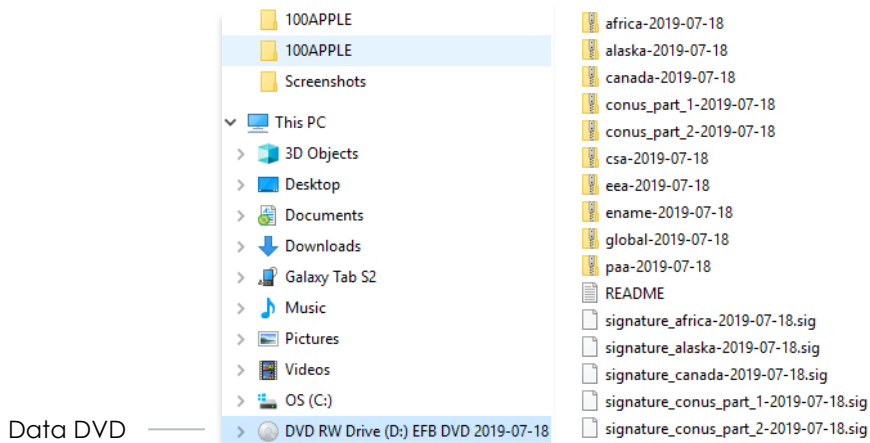 100APPLE
100APPLE
Screenshots
This PC
3D Objects
Desktop
Documents
Downloads
Galaxy Tab S2
Music
Pictures
Videos
OS (C:)
Data DVD
DVD RW Drive (D:) EFB DVD 2019-07-18
africa-2019-07-18
alaska-2019-07-18
canada-2019-07-18
conus_part_1-2019-07-18
conus_part_2-2019-07-18
csa-2019-07-18
eea-2019-07-18
ename-2019-07-18
global-2019-07-18
paa-2019-07-18
README
signature_africa-2019-07-18.sig
signature_alaska-2019-07-18.sig
signature_canada-2019-07-18.sig
signature_conus_part_1-2019-07-18.sig
signature_conus_part_2-2019-07-18.sig